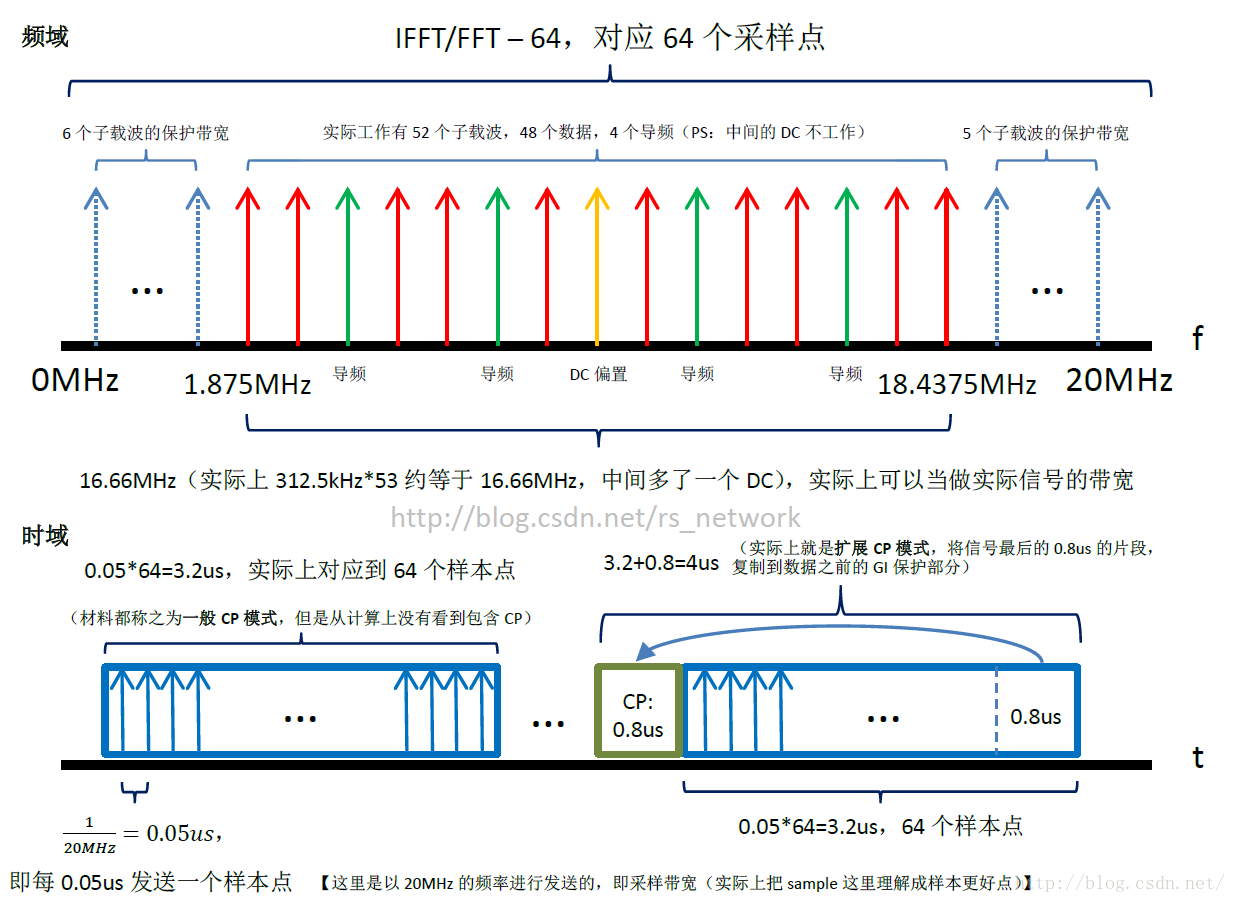 频域
IFFT/FFT – 64，对应 64 个采样点
6 个子载波的保护带宽
实际工作有 52 个子载波，48 个数据，4 个导频（PS：中间的 DC 不工作）
5 个子载波的保护带宽
...
...
f
0MHz
1.875MHz
导频
导频
DC 偏置
导频
导频
18.4375MHz
20MHz
16.66MHz（实际上 312.5kHz*53 约等于 16.66MHz，中间多了一个 DC），实际上可以当做实际信号的带宽
http://blog.csdn.net/rs_network
时域
0.05*64=3.2us，实际上对应到 64 个样本点
（材料都称之为一般 CP 模式，但是从计算上没有看到包含 CP）
3.2+0.8=4us
（实际上就是扩展 CP 模式，将信号最后的 0.8us 的片段，
复制到数据之前的 GI 保护部分）
...
...
CP:
0.8us
...
0.8us
t
1/20MHz = 0.05us，
0.05*64=3.2us，64 个样本点
即每 0.05us 发送一个样本点
【这里是以 20MHz 的频率进行发送的，即采样带宽（实际上把 sample 这里理解成样本更好点）】
http://blog.csdn.net/